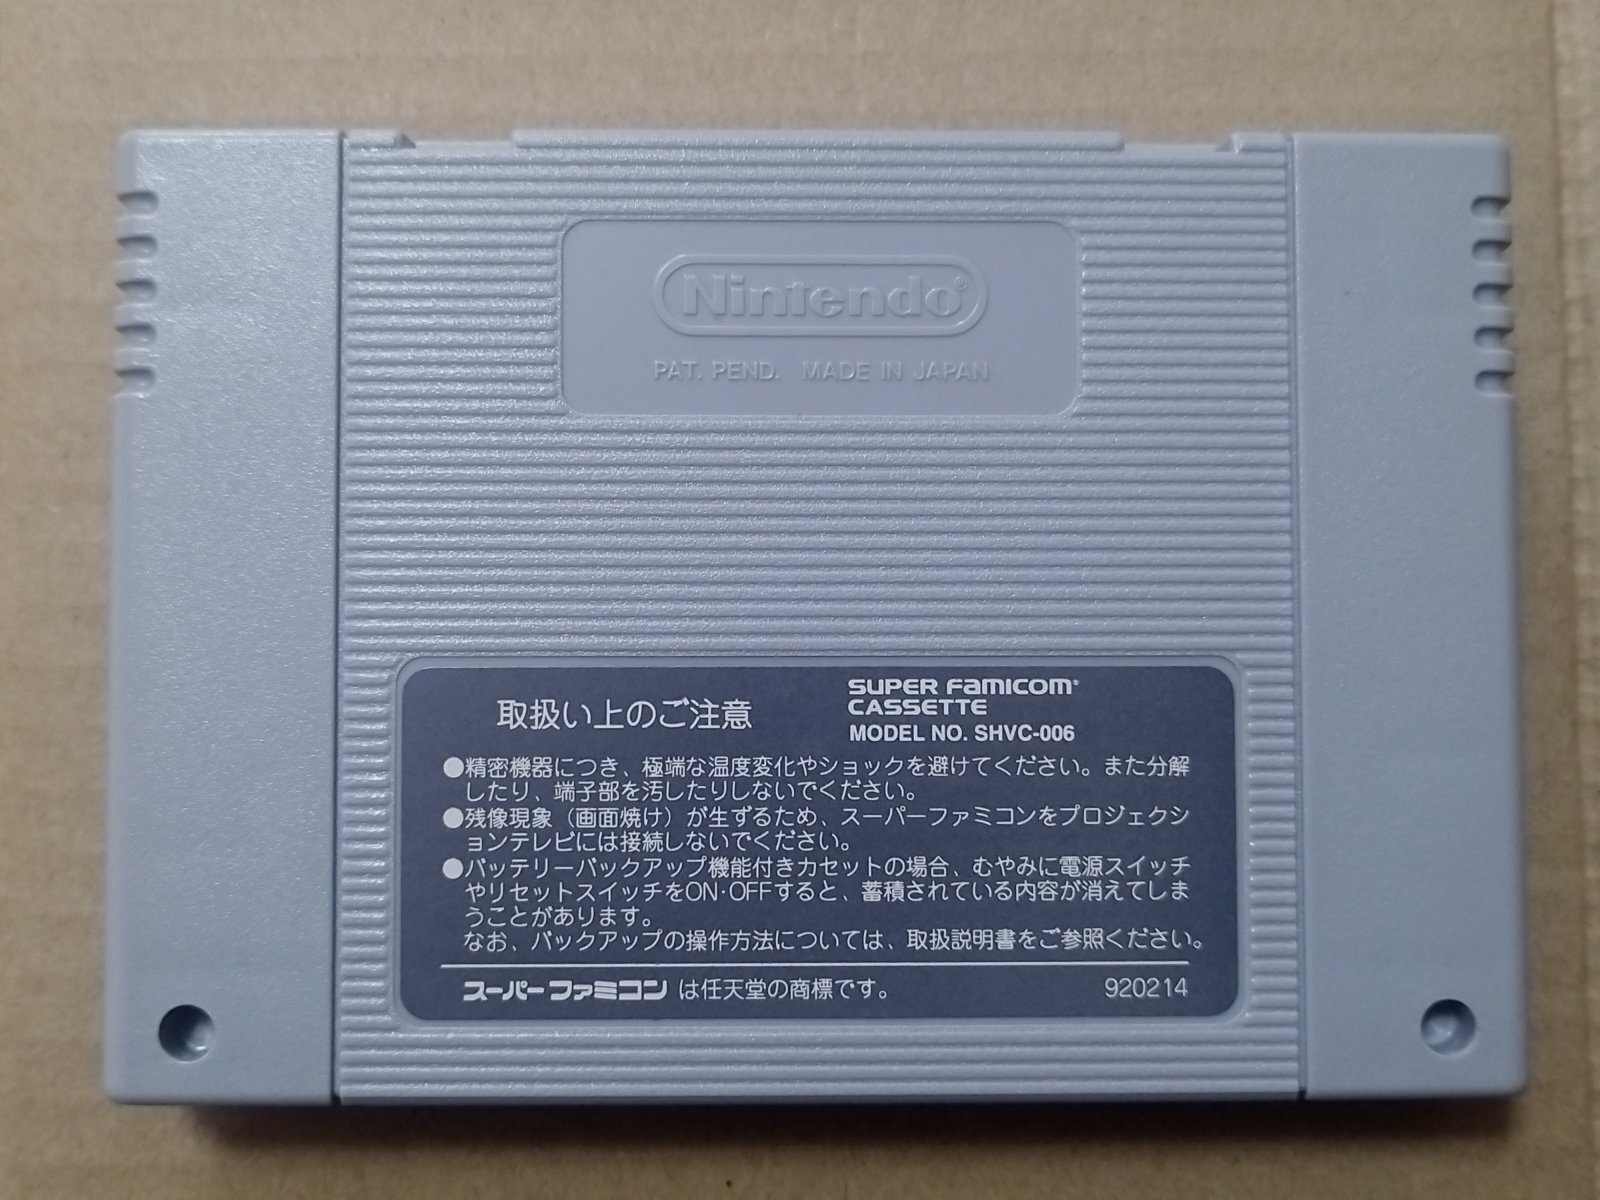 Nintendo®
PAT. PEND. MADE IN JAPAN
取扱い上のご注意
SUPER FAMICOM®
CASSETTE
MODEL NO. SHVC-006
●精密機器につき、極端な温度変化やショックを避けてください。また分解
したり、端子部を汚したりしないでください。
●残像現象（画面焼け）が生ずるため、スーパーファミコンをプロジェクシ
ョンテレビには接続しないでください。
●バッテリーバックアップ機能付きカセットの場合、むやみに電源スイッチ
やリセットスイッチをON·OFFすると、蓄積されている内容が消えてしま
うことがあります。
なお、バックアップの操作方法については、取扱説明書をご参照ください。
スーパーファミコン は任天堂の商標です。 920214